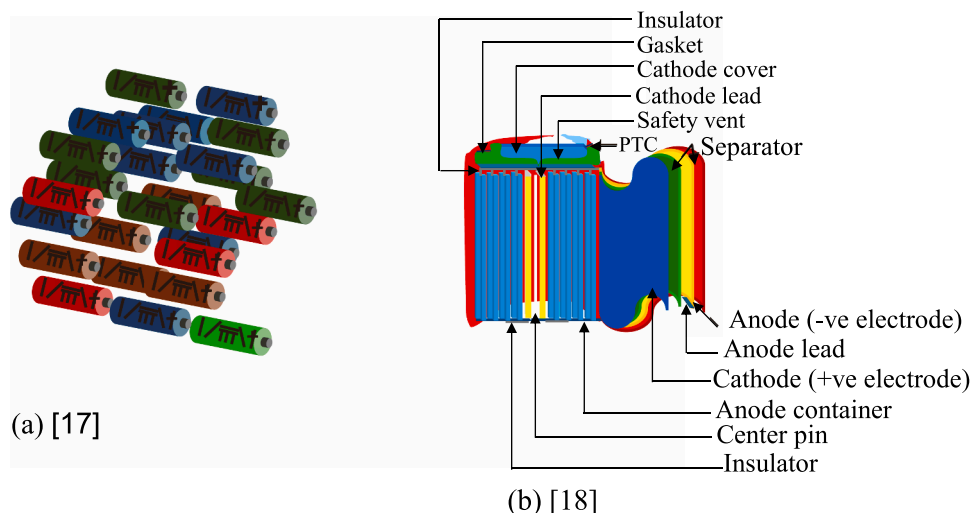 Insulator
Gasket
Cathode cover
Cathode lead
Safety vent
PTC
Separator
Anode (-ve electrode)
Anode lead
Cathode (+ve electrode)
Anode container
Center pin
Insulator
(a) [17]
(b) [18]